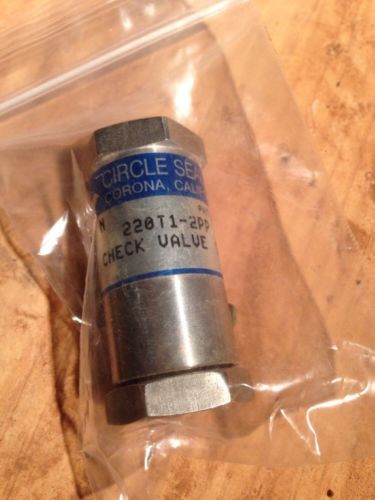 CIRCLE SEA
CORONA, CALI
N 220T1-2PP
CHECK VALVE